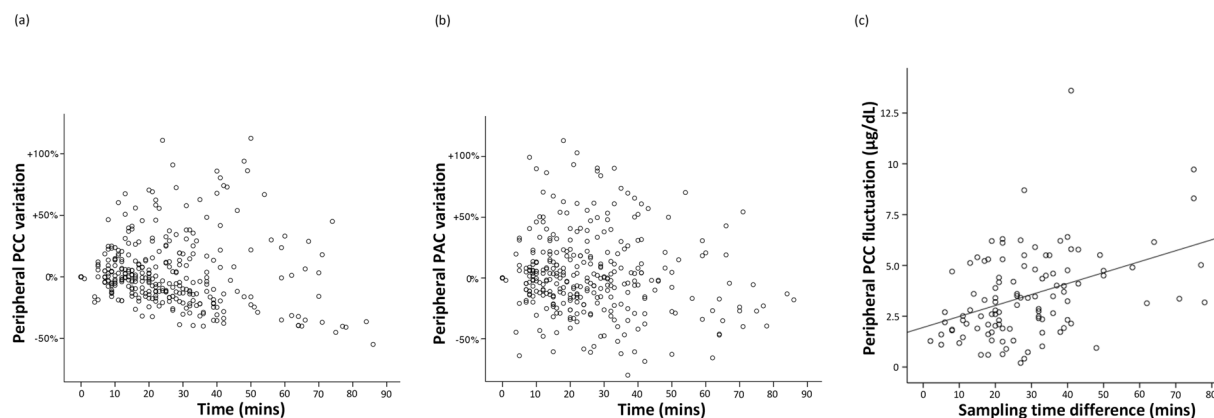 (a)
(b)
(c)
Peripheral PCC variation
+100%
+50%
0%
-50%
0 10 20 30 40 50 60 70 80 90
Time (mins)
Peripheral PAC variation
+100%
+50%
0%
-50%
0 10 20 30 40 50 60 70 80 90
Time (mins)
Peripheral PCC fluctuation (µg/dL)
12.5
10
7.5
5.0
2.5
0
0 10 20 30 40 50 60 70 80
Sampling time difference (mins)